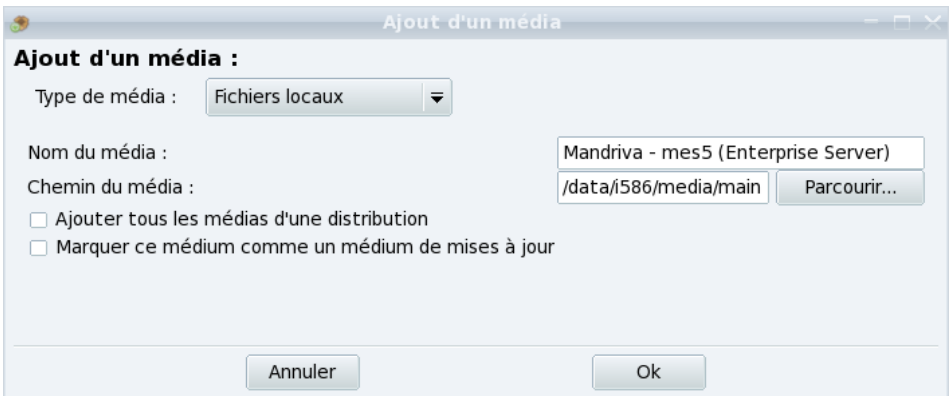 Ajout d'un média
Ajout d'un média :
Type de média : Fichiers locaux
Nom du média : Mandriva - mes5 (Enterprise Server)
Chemin du média : /data/i586/media/main Parcourir...
Ajouter tous les médias d'une distribution
Marquer ce médium comme un médium de mises à jour
Annuler Ok